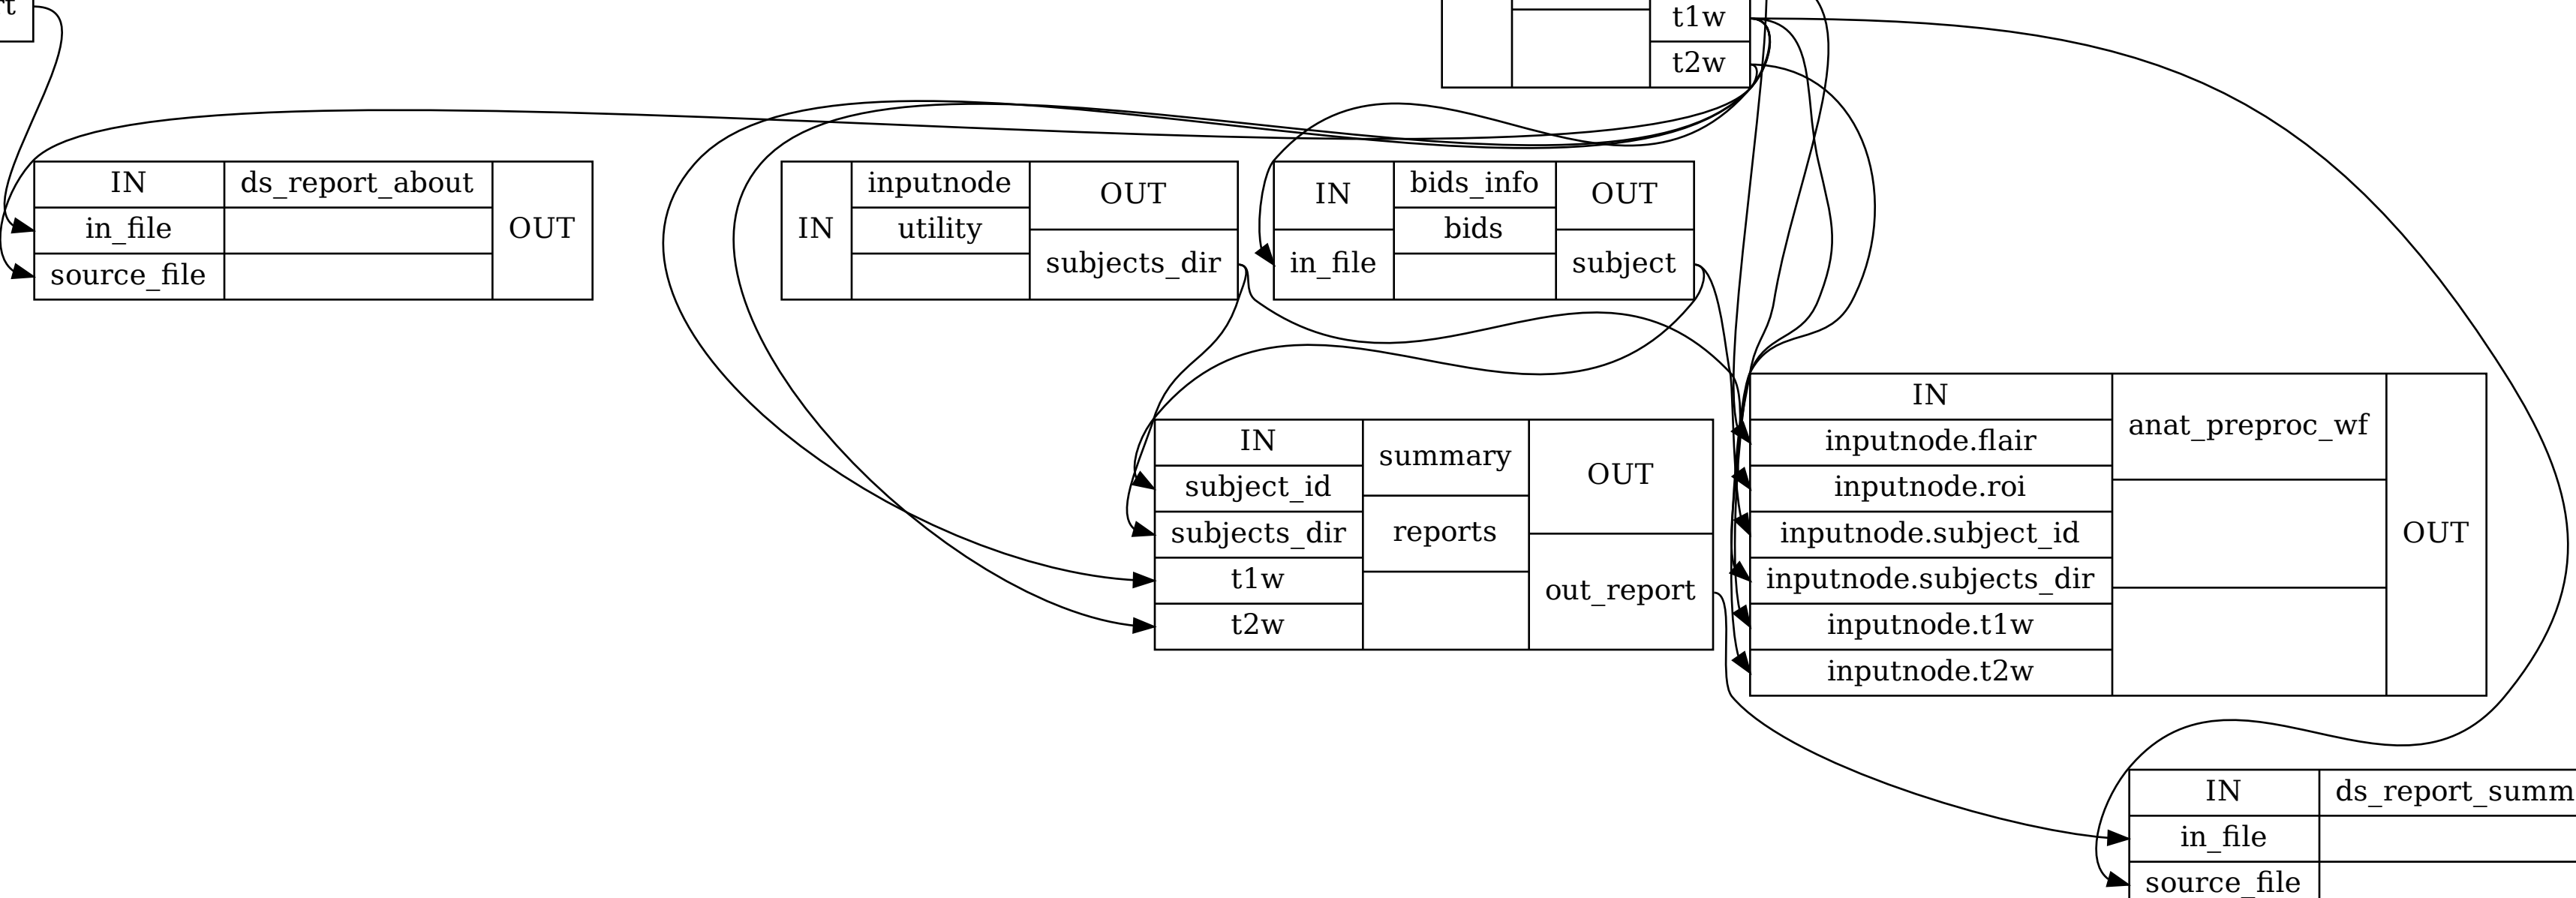 t1w
t2w
IN
ds_report_about
in_file
OUT
source_file
IN
inputnode
utility
OUT
subjects_dir
IN
in_file
bids_info
bids
OUT
subject
IN
subject_id
subjects_dir
t1w
t2w
summary
reports
OUT
out_report
IN
inputnode.flair
inputnode.roi
inputnode.subject_id
inputnode.subjects_dir
inputnode.t1w
inputnode.t2w
anat_preproc_wf
OUT
IN
in_file
source_file
ds_report_summ